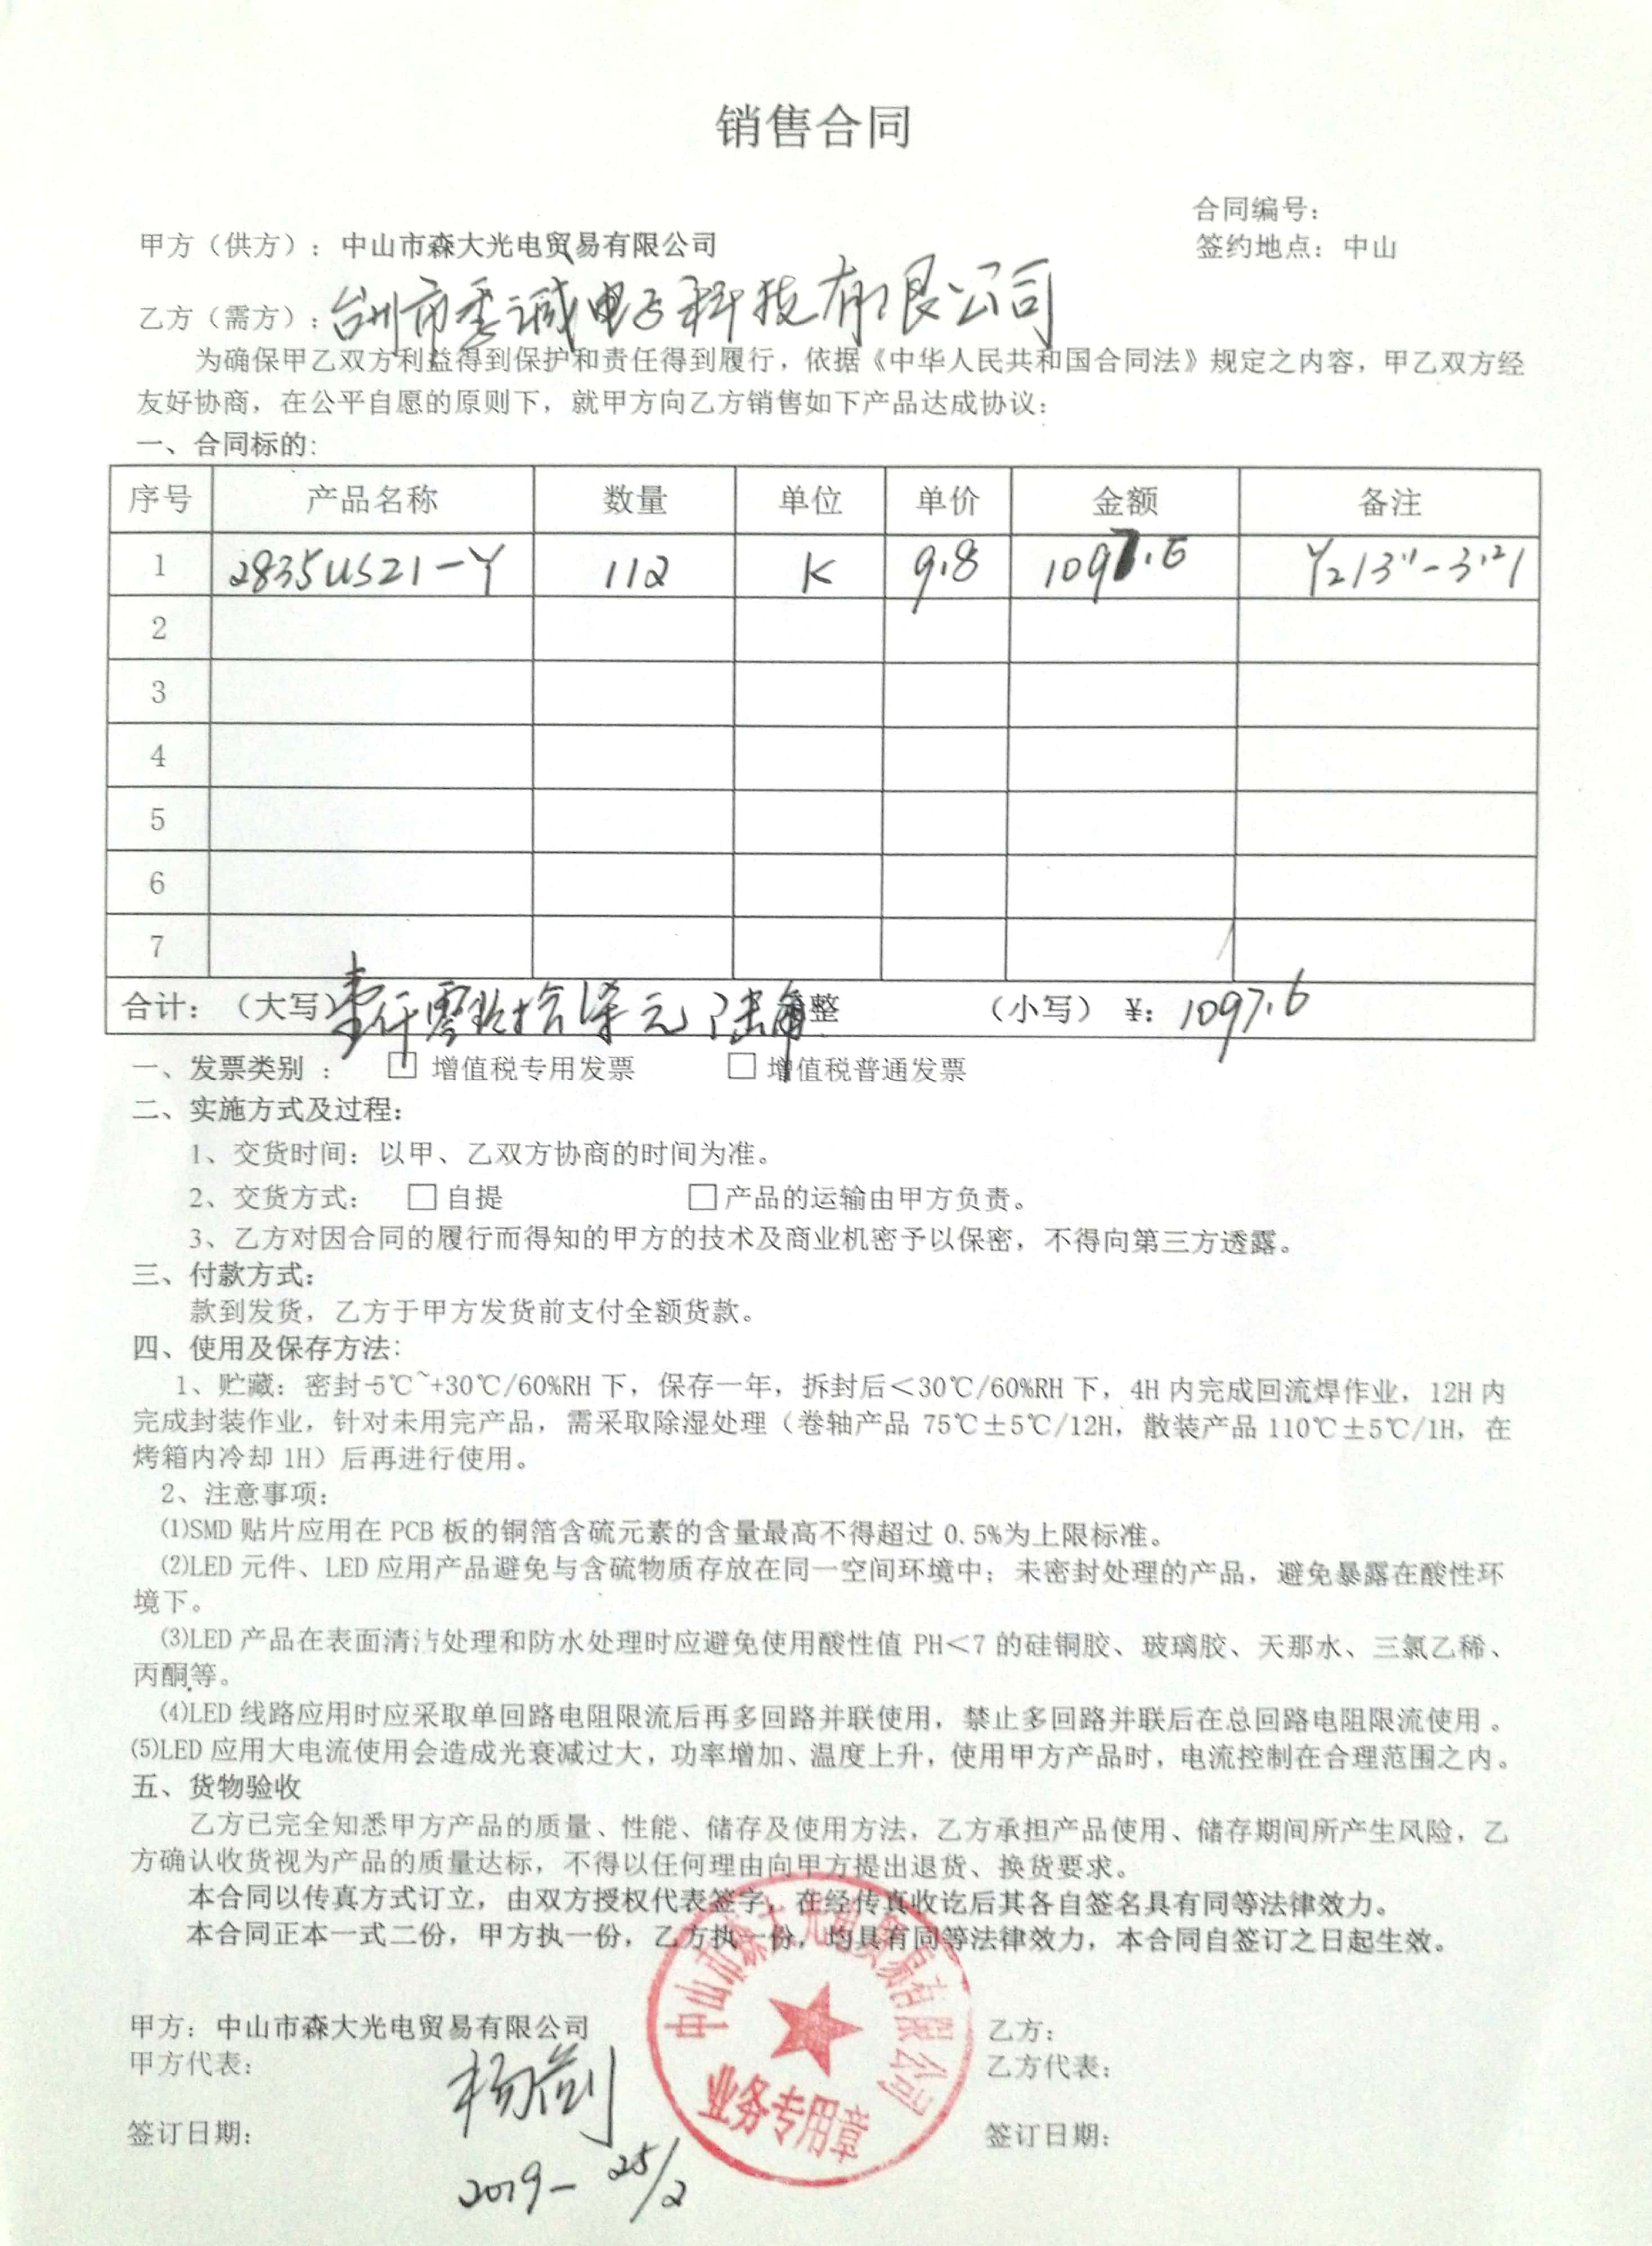 销售合同
合同编号：
甲方（供方）：中山市森大光电贸易有限公司
签约地点：中山
乙方（需方）：台州市秀诚电子科技有限公司
为确保甲乙双方利益得到保护和责任得到履行，依据《中华人民共和国合同法》规定之内容，甲乙双方经
友好协商，在公平自愿的原则下，就甲方向乙方销售如下产品达成协议：
一、合同标的：
序号 产品名称 数量 单位 单价 金额 备注
1 2835US21-Y 112 K 9.8 1097.6
2
3
4
5
6
7
合计：（大写）壹仟零玖拾柒元陆角整 （小写）￥：1097.6
一、发票类别 ： □ 增值税专用发票 □ 增值税普通发票
二、实施方式及过程：
1、交货时间：以甲、乙双方协商的时间为准。
2、交货方式： □ 自提 □产品的运输由甲方负责。
3、乙方对因合同的履行而得知的甲方的技术及商业机密予以保密，不得向第三方透露。
三、付款方式：
款到发货，乙方于甲方发货前支付全额货款。
四、使用及保存方法：
1、贮藏：密封-5℃~+30℃/60%RH 下，保存一年，拆封后＜30℃/60%RH 下，4H 内完成回流焊作业，12H 内
完成封装作业，针对未用完产品，需采取除湿处理（卷轴产品 75℃±5℃/12H，散装产品 110℃±5℃/1H，在
烤箱内冷却 1H）后再进行使用。
2、注意事项：
⑴SMD 贴片应用在 PCB 板的铜箔含硫元素的含量最高不得超过 0.5%为上限标准。
⑵LED 元件、LED 应用产品避免与含硫物质存放在同一空间环境中；未密封处理的产品，避免暴露在酸性环
境下。
⑶LED 产品在表面清洁处理和防水处理时应避免使用酸性值 PH＜7 的硅铜胶、玻璃胶、天那水、三氯乙稀、
丙酮等。
⑷LED 线路应用时应采取单回路电阻限流后再多回路并联使用，禁止多回路并联后在总回路电阻限流使用 。
⑸LED 应用大电流使用会造成光衰减过大，功率增加、温度上升，使用甲方产品时，电流控制在合理范围之内。
五、货物验收
乙方已完全知悉甲方产品的质量、性能、储存及使用方法，乙方承担产品使用、储存期间所产生风险，乙
方确认收货视为产品的质量达标，不得以任何理由向甲方提出退货、换货要求。
本合同以传真方式订立，由双方授权代表签字，在经传真收讫后其各自签名具有同等法律效力。
本合同正本一式二份，甲方执一份，乙方执一份，均具有同等法律效力，本合同自签订之日起生效。
中山市森大光电贸易有限公司
业务专用章
甲方：中山市森大光电贸易有限公司
乙方：
甲方代表：
乙方代表：
签订日期：
2019-25/2
签订日期：